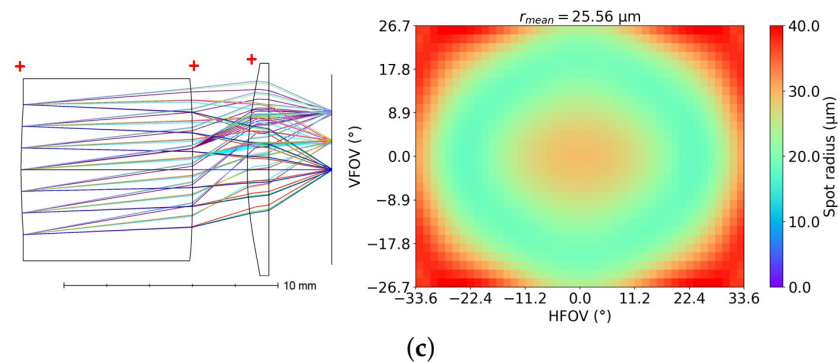 + + +
10 mm
r_mean = 25.56 µm
26.7
17.8
8.9
0.0
−8.9
−17.8
−26.7
VFOV (°)
−33.6 −22.4 −11.2 0.0 11.2 22.4 33.6
HFOV (°)
40.0
30.0
20.0
10.0
0.0
Spot radius (µm)
(c)